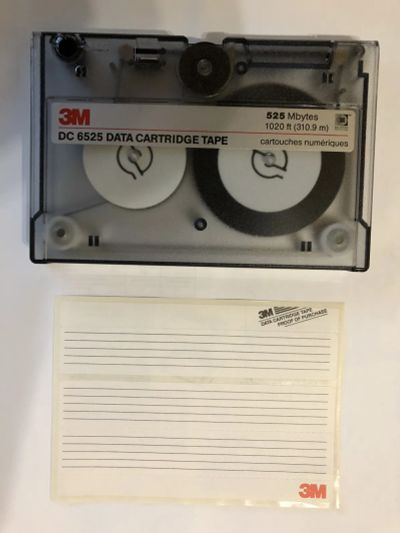 3M
DC 6525 DATA CARTRIDGE TAPE
525 Mbytes
1020 ft (310.9 m)
cartouches numériques
3M
DATA CARTRIDGE TAPE
PROOF OF PURCHASE
3M